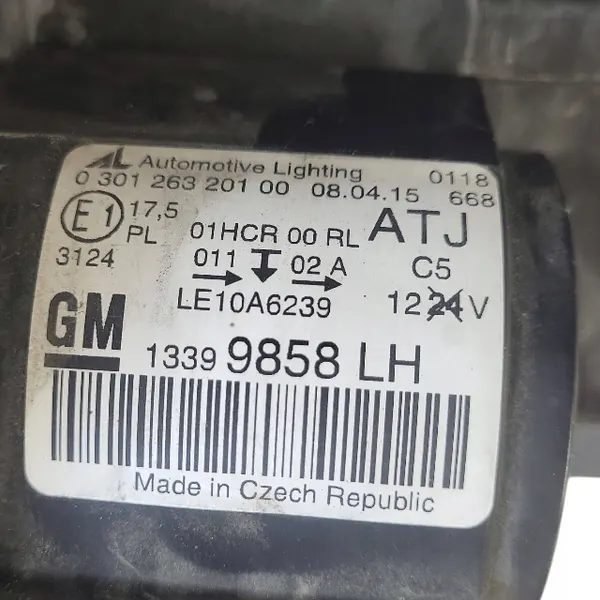 AL Automotive Lighting 0118
0 301 263 201 00 08.04.15 668
E1 17,5 01HCR 00 RL ATJ
PL
3124 011 02 A C5
LE10A6239 12 24 V
GM
1339 9858 LH
Made in Czech Republic